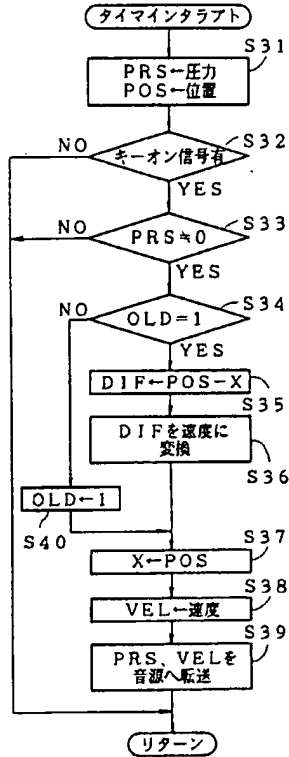 タイマインタラプト
S31
PRS←圧力
POS←位置
S32
NO
キーオン信号有
YES
S33
NO
PRS≒0
YES
S34
NO
OLD=1
YES
DIF←POS−X
S35
DIFを速度に
変換
S36
OLD←1
S40
S37
X←POS
S38
VEL←速度
S39
PRS、VELを
音源へ転送
リターン